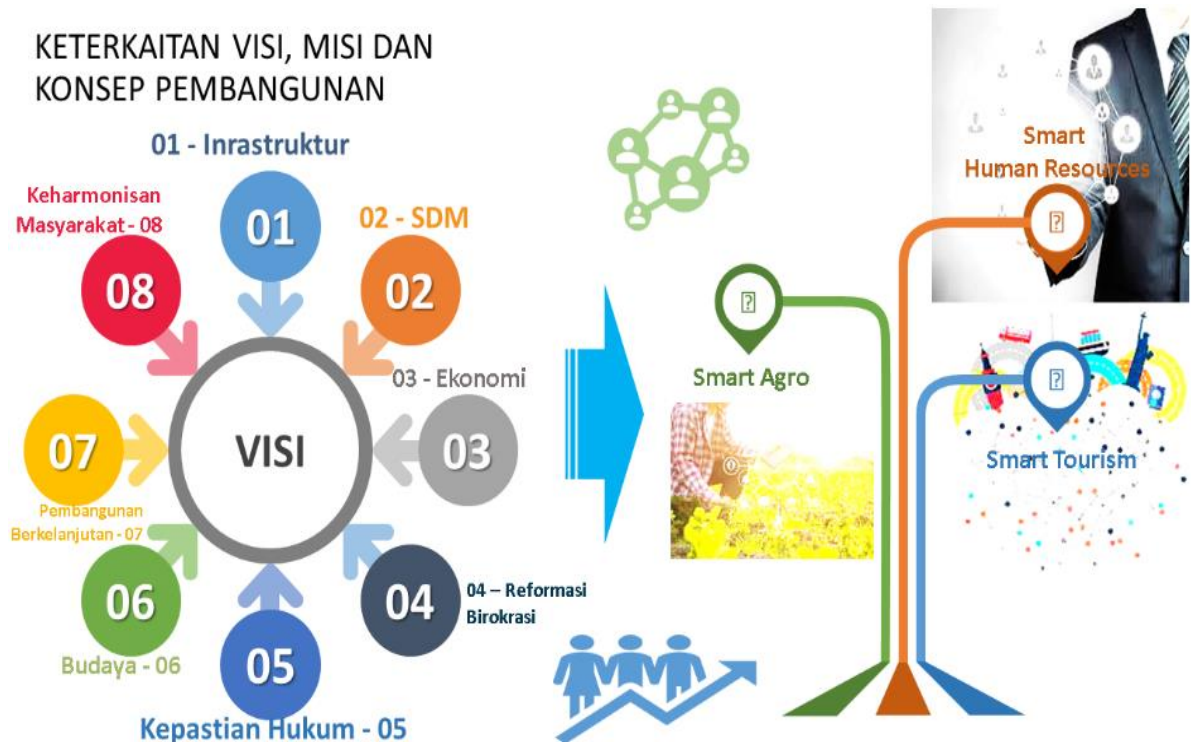 KETERKAITAN VISI, MISI DAN
KONSEP PEMBANGUNAN
01 - Inrastruktur
Keharmonisan
Masyarakat - 08
02 - SDM
01
08
02
03 - Ekonomi
07
VISI
03
Pembangunan
Berkelanjutan - 07
06
04
04 – Reformasi
Birokrasi
Budaya - 06
05
Kepastian Hukum - 05
Smart
Human Resources
?
?
Smart Agro
?
Smart Tourism